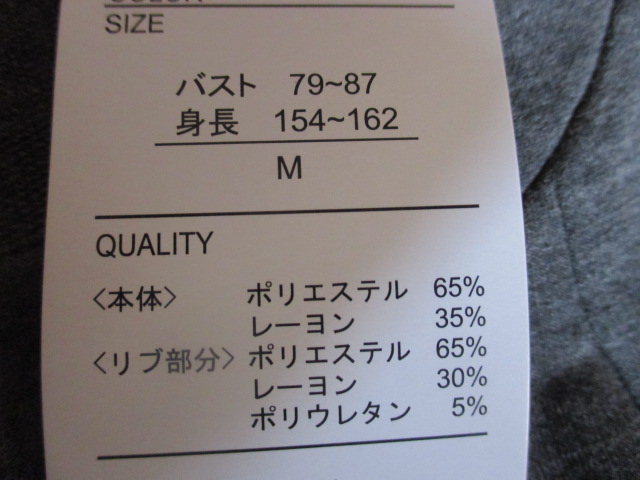 COLOR
SIZE
バスト 79~87
身長 154~162
M
QUALITY
<本体> ポリエステル 65%
レーヨン 35%
<リブ部分> ポリエステル 65%
レーヨン 30%
ポリウレタン 5%